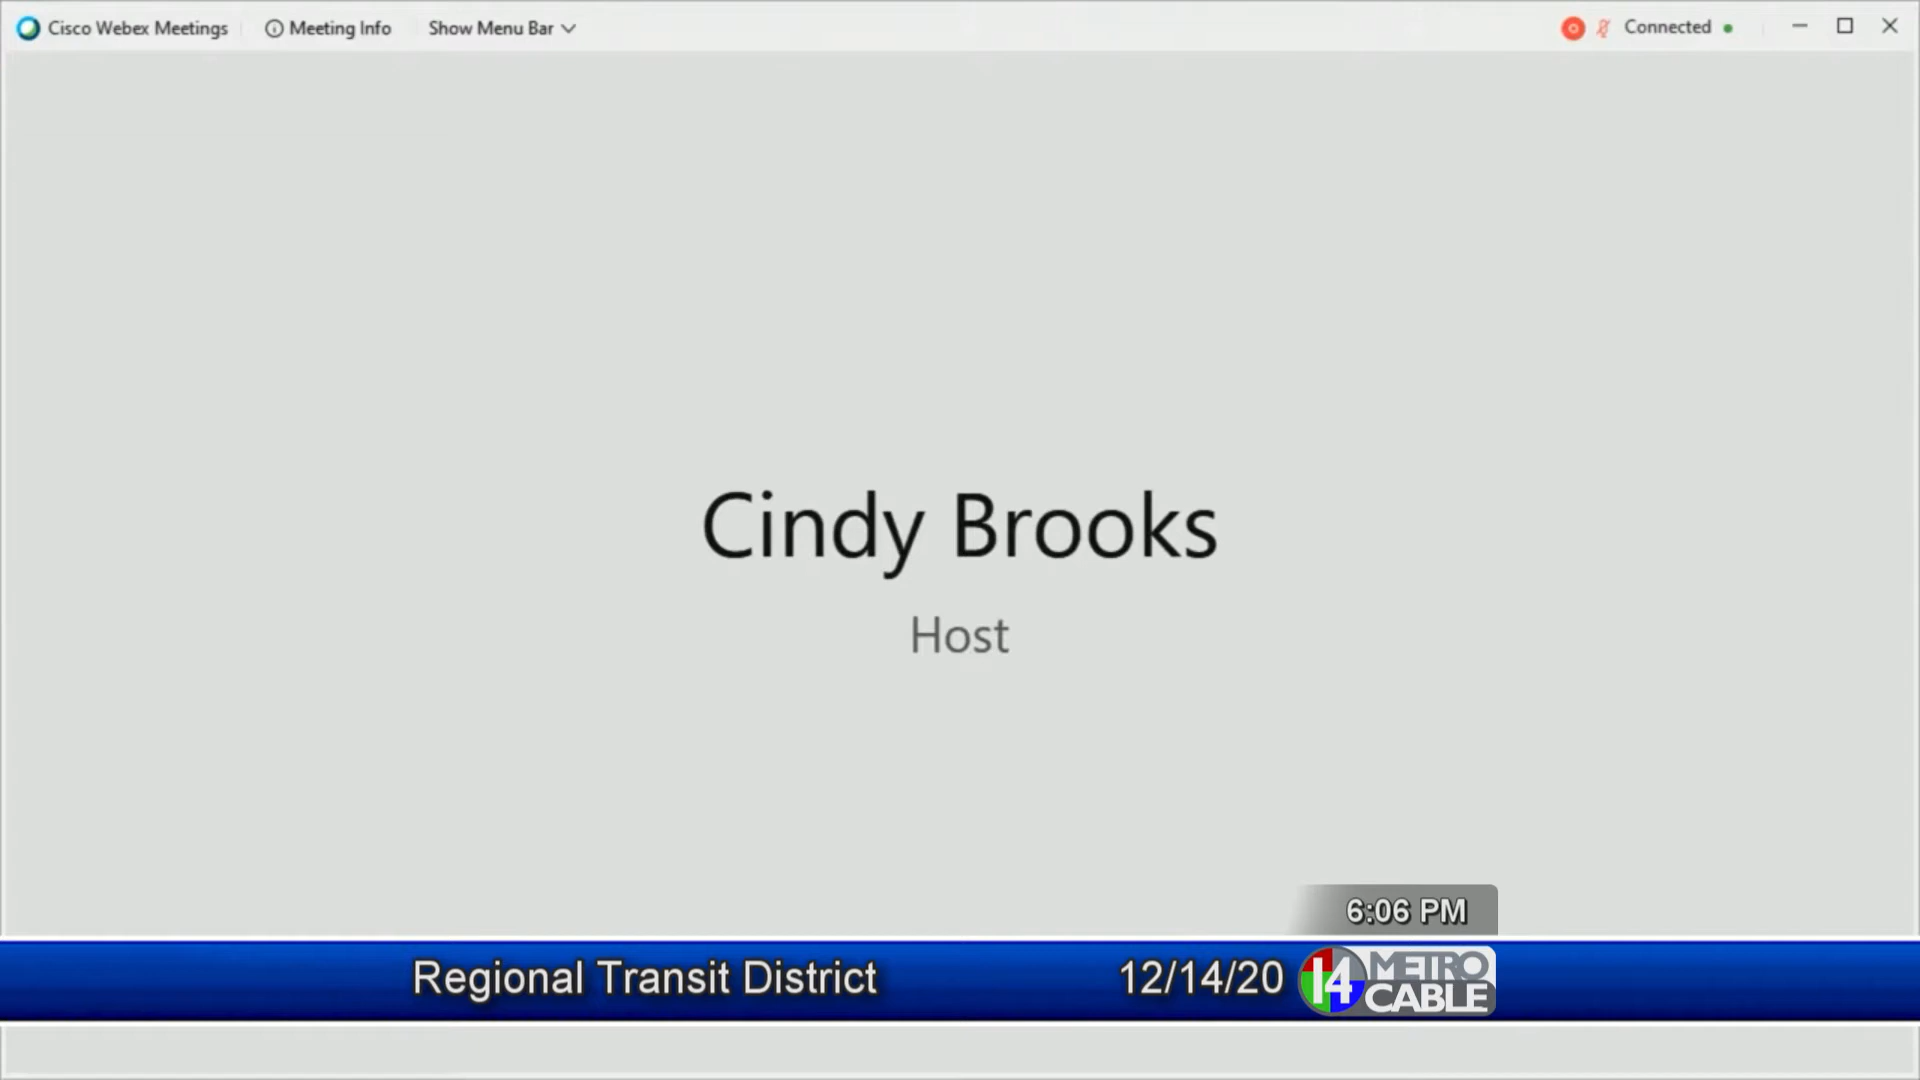 Cisco Webex Meetings
Meeting Info
Show Menu Bar
Connected
Cindy Brooks
Host
6:06 PM
Regional Transit District
12/14/20
14 METRO
CABLE